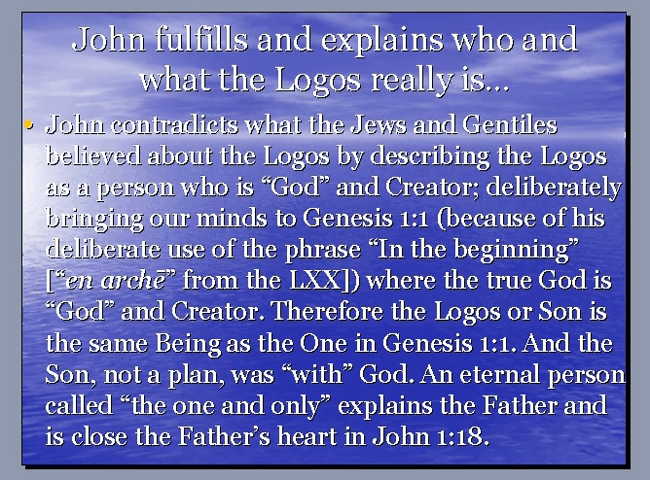 John fulfills and explains who and
what the Logos really is...
• John contradicts what the Jews and Gentiles
believed about the Logos by describing the Logos
as a person who is “God” and Creator; deliberately
bringing our minds to Genesis 1:1 (because of his
deliberate use of the phrase “In the beginning”
[“en archē” from the LXX]) where the true God is
“God” and Creator. Therefore the Logos or Son is
the same Being as the One in Genesis 1:1. And the
Son, not a plan, was “with” God. An eternal person
called “the one and only” explains the Father and
is close the Father’s heart in John 1:18.